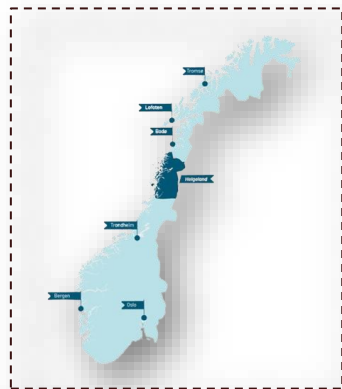 Tromsø
Lofoten
Bodø
Helgeland
Trondheim
Bergen
Oslo